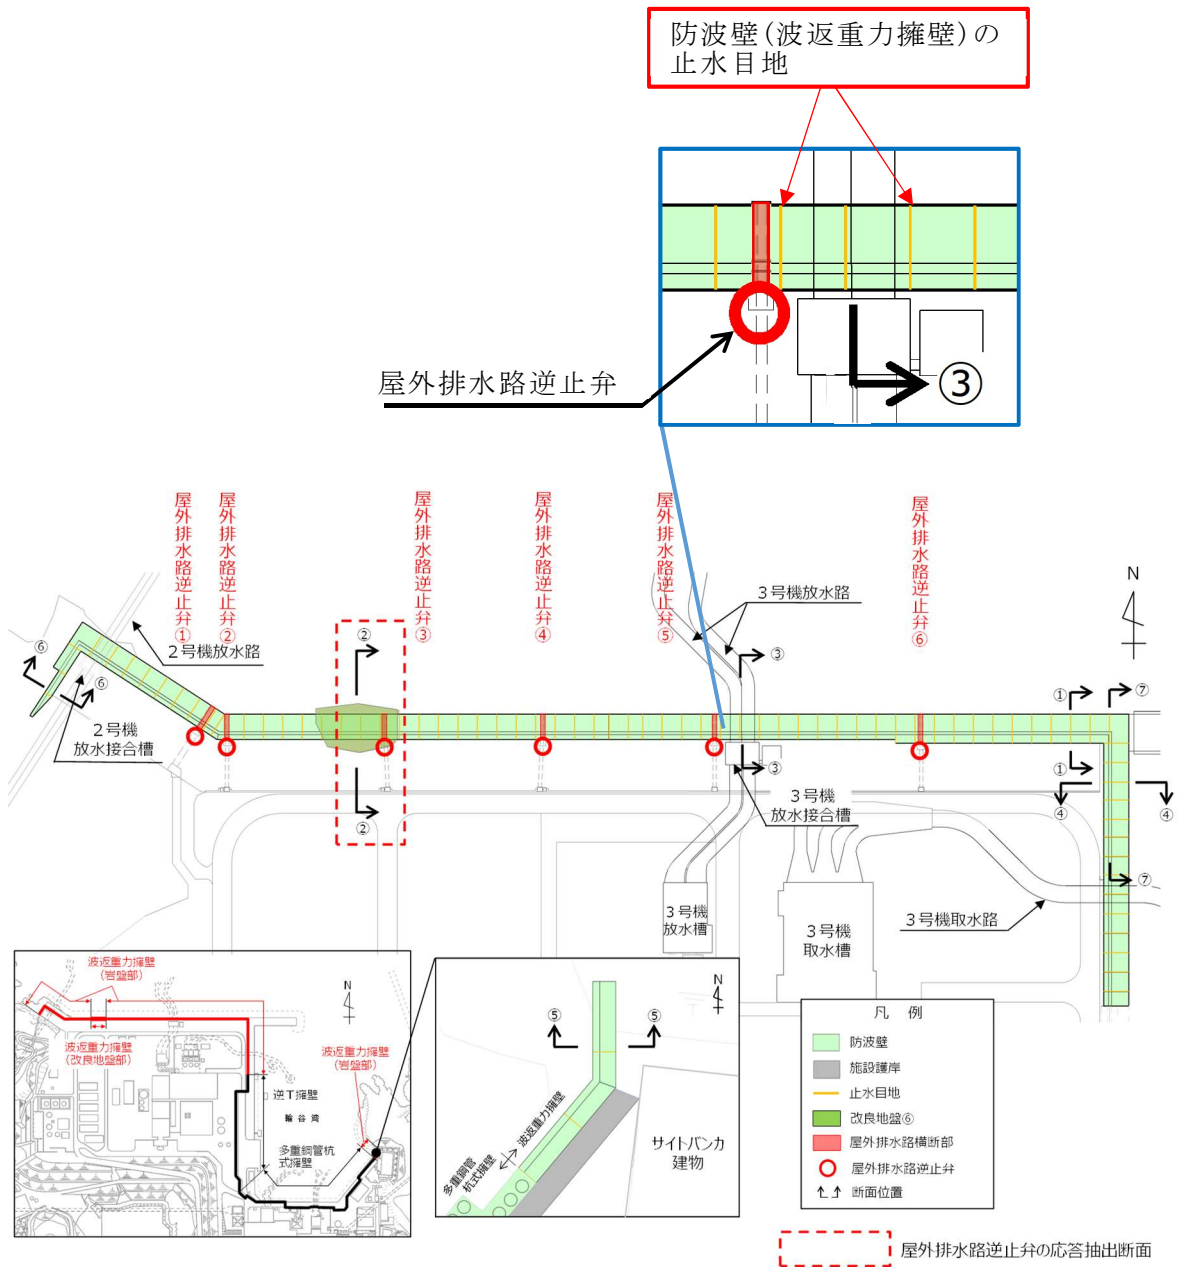 防波壁(波返重力擁壁)の
止水目地
屋外排水路逆止弁
③
屋外排水路逆止弁①
屋外排水路逆止弁②
屋外排水路逆止弁③
屋外排水路逆止弁④
屋外排水路逆止弁⑤
屋外排水路逆止弁⑥
N
3号機放水路
2号機放水路
⑥
⑥
②
③
①
⑦
2号機
放水接合槽
③
①
②
④
④
3号機
放水接合槽
⑦
3号機
放水槽
3号機
取水槽
3号機取水路
波返重力擁壁
(岩盤部)
N
波返重力擁壁
(改良地盤部)
波返重力擁壁
(岩盤部)
逆T擁壁
輪谷湾
多重鋼管杭
式擁壁
N
⑤
⑤
波返重力擁壁
多重鋼管
杭式擁壁
サイトバンカ
建物
凡 例
防波壁
施設護岸
止水目地
改良地盤⑥
屋外排水路横断部
屋外排水路逆止弁
断面位置
屋外排水路逆止弁の応答抽出断面